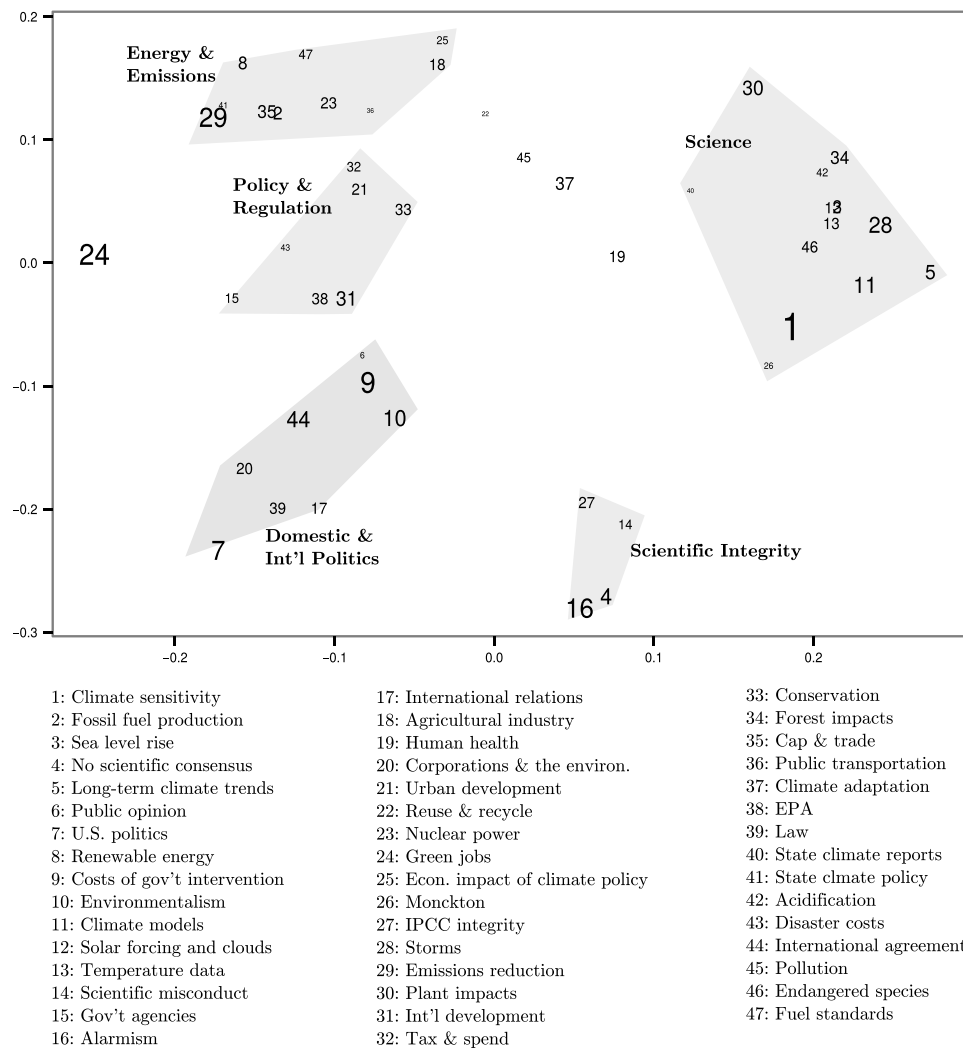 0.2
0.1
0.0
−0.1
−0.2
−0.3
−0.2
−0.1
0.0
0.1
0.2
Energy &
Emissions
8
47
25
18
41
29
35
2
23
36
22
45
37
19
Science
30
34
42
40
12
3
13
28
46
5
11
1
26
Policy &
Regulation
32
21
33
43
24
15
38
31
6
9
44
10
20
39
17
7
Domestic &
Int'l Politics
27
14
Scientific Integrity
4
16
1: Climate sensitivity
2: Fossil fuel production
3: Sea level rise
4: No scientific consensus
5: Long-term climate trends
6: Public opinion
7: U.S. politics
8: Renewable energy
9: Costs of gov't intervention
10: Environmentalism
11: Climate models
12: Solar forcing and clouds
13: Temperature data
14: Scientific misconduct
15: Gov't agencies
16: Alarmism
17: International relations
18: Agricultural industry
19: Human health
20: Corporations & the environ.
21: Urban development
22: Reuse & recycle
23: Nuclear power
24: Green jobs
25: Econ. impact of climate policy
26: Monckton
27: IPCC integrity
28: Storms
29: Emissions reduction
30: Plant impacts
31: Int'l development
32: Tax & spend
33: Conservation
34: Forest impacts
35: Cap & trade
36: Public transportation
37: Climate adaptation
38: EPA
39: Law
40: State climate reports
41: State clmate policy
42: Acidification
43: Disaster costs
44: International agreement
45: Pollution
46: Endangered species
47: Fuel standards